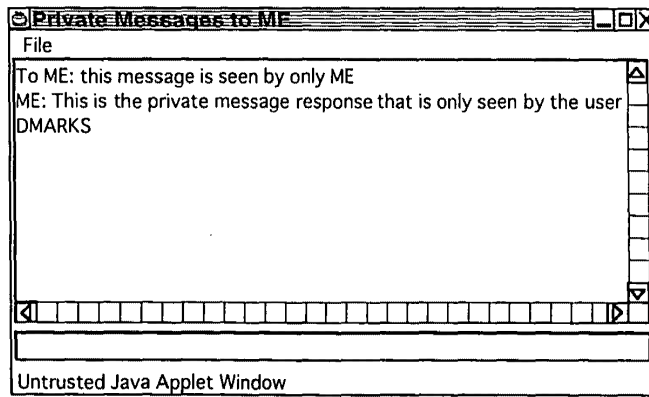 Private Messages to ME
File
To ME: this message is seen by only ME
ME: This is the private message response that is only seen by the user
DMARKS
Untrusted Java Applet Window